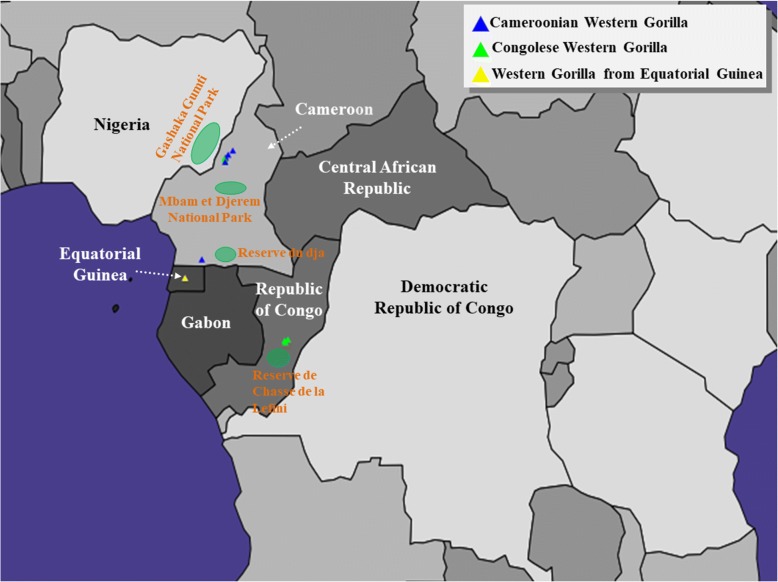 Cameroonian Western Gorilla
Congolese Western Gorilla
Western Gorilla from Equatorial Guinea
Nigeria
Gashaka Gumti
National Park
Cameroon
Central African
Republic
Mbam et Djerem
National Park
Equatorial
Guinea
Reserve du dja
Republic
of Congo
Democratic
Republic of Congo
Gabon
Reserve de
Chasse de la
Lefini